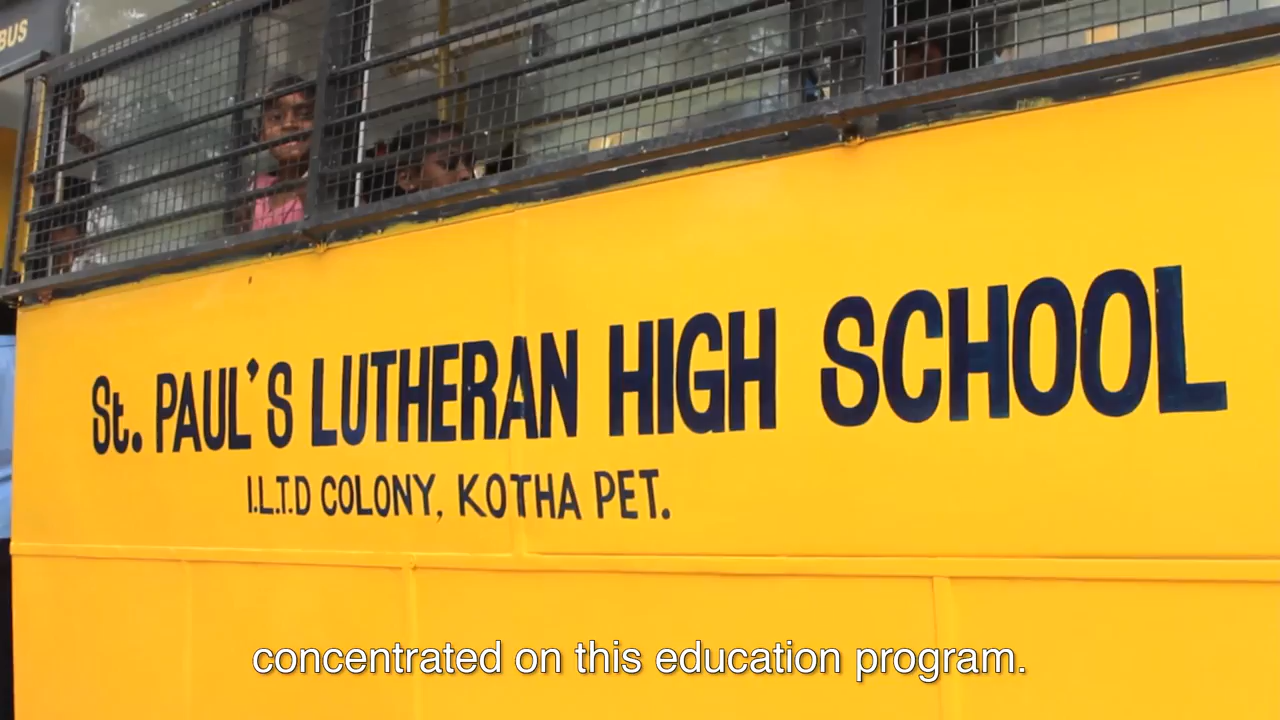 BUS
St. PAUL'S LUTHERAN HIGH SCHOOL
I.L.T.D COLONY, KOTHA PET.
concentrated on this education program.